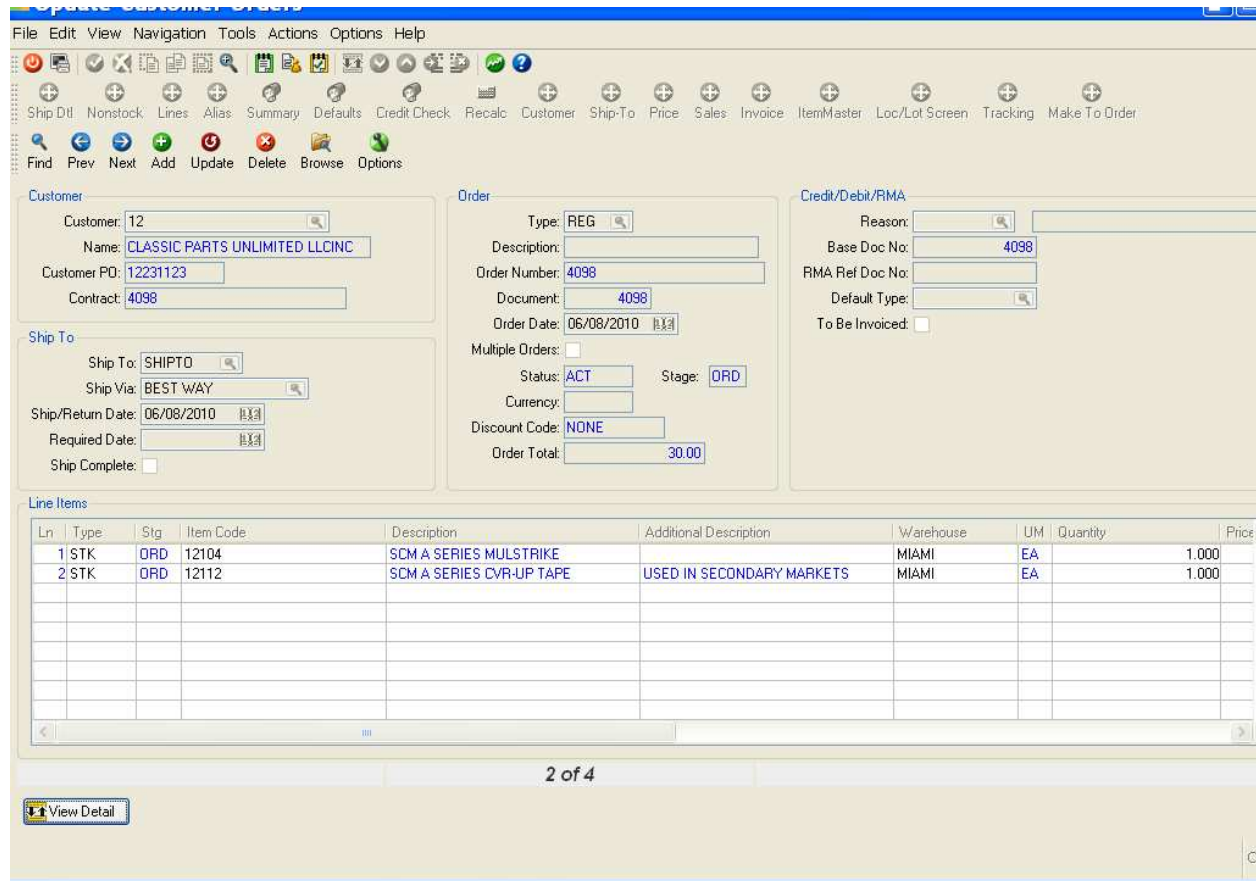 Update Customer Orders
File Edit View Navigation Tools Actions Options Help
Ship Dtl Nonstock Lines Alias Summary Defaults Credit Check Recalc Customer Ship-To Price Sales Invoice ItemMaster Loc/Lot Screen Tracking Make To Order
Find Prev Next Add Update Delete Browse Options
Customer
Customer: 12
Name: CLASSIC PARTS UNLIMITED LLCINC
Customer PO: 12231123
Contract: 4098
Ship To
Ship To: SHIPTO
Ship Via: BEST WAY
Ship/Return Date: 06/08/2010
Required Date:
Ship Complete:
Order
Type: REG
Description:
Order Number: 4098
Document: 4098
Order Date: 06/08/2010
Multiple Orders:
Status: ACT Stage: ORD
Currency:
Discount Code: NONE
Order Total: 30.00
Credit/Debit/RMA
Reason:
Base Doc No: 4098
RMA Ref Doc No:
Default Type:
To Be Invoiced:
Line Items
Ln Type Stg Item Code Description Additional Description Warehouse UM Quantity Price
1 STK ORD 12104 SCM A SERIES MULSTRIKE MIAMI EA 1.000
2 STK ORD 12112 SCM A SERIES CVR-UP TAPE USED IN SECONDARY MARKETS MIAMI EA 1.000
2 of 4
View Detail